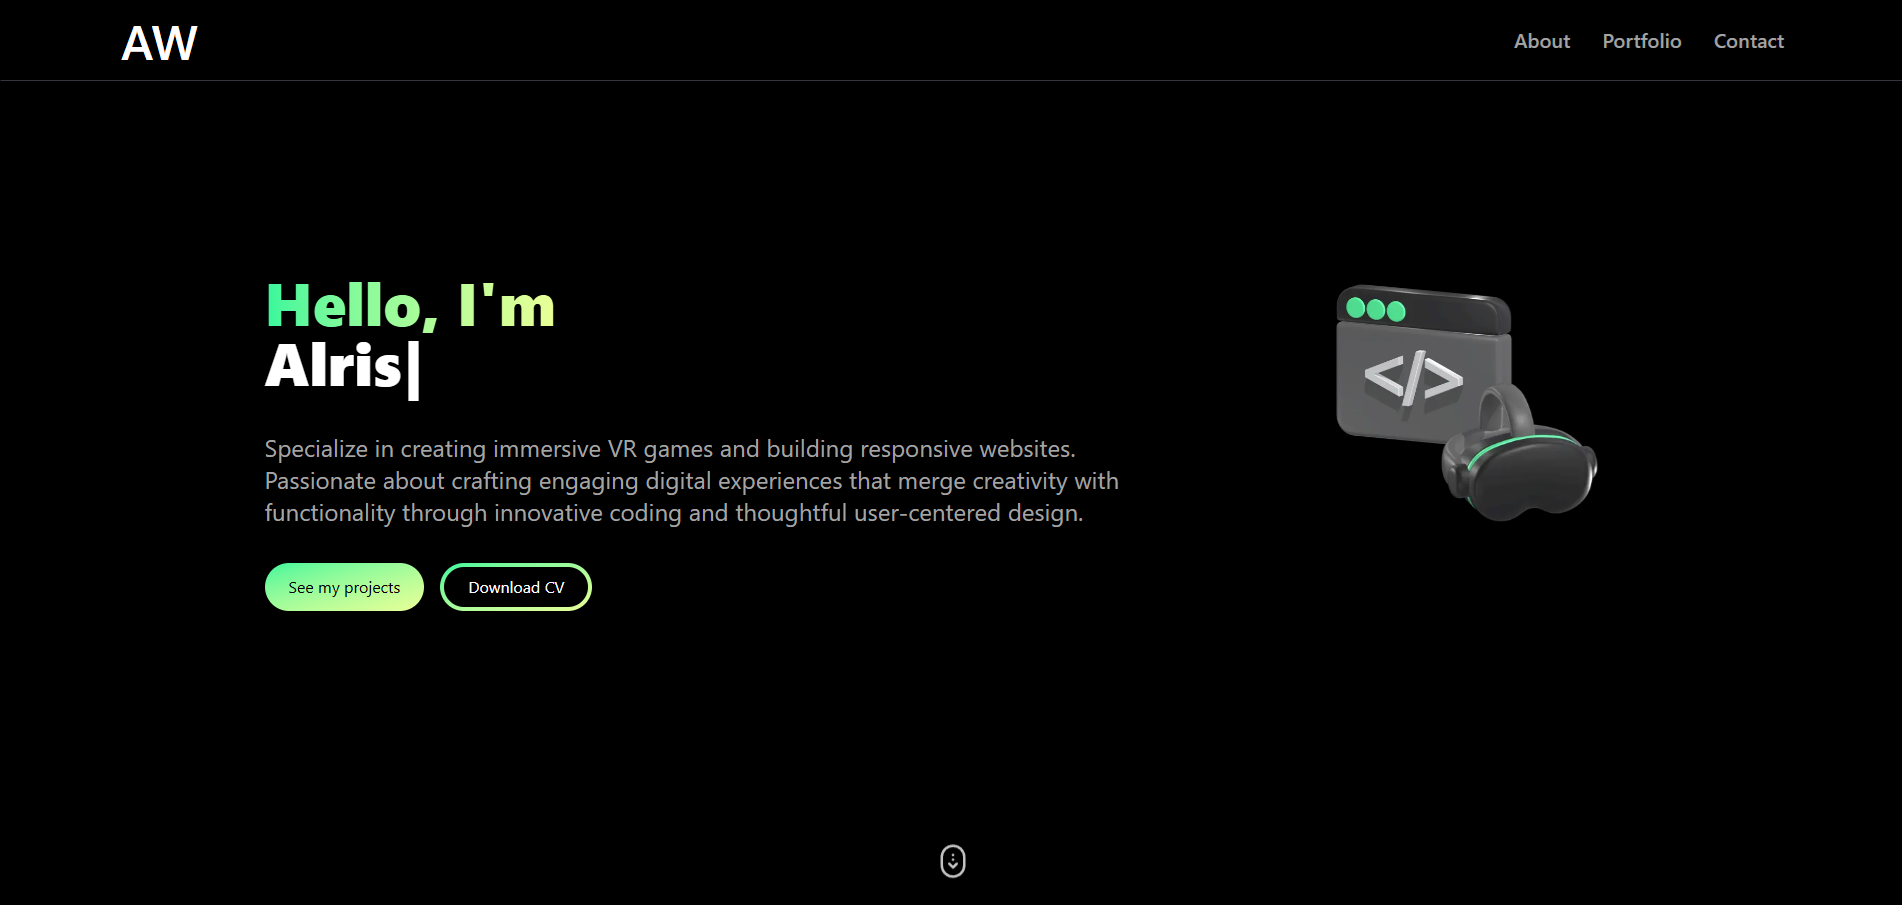 AW
About
Portfolio
Contact
Hello, I'm
Alris|
Specialize in creating immersive VR games and building responsive websites.
Passionate about crafting engaging digital experiences that merge creativity with
functionality through innovative coding and thoughtful user-centered design.
</>
See my projects
Download CV